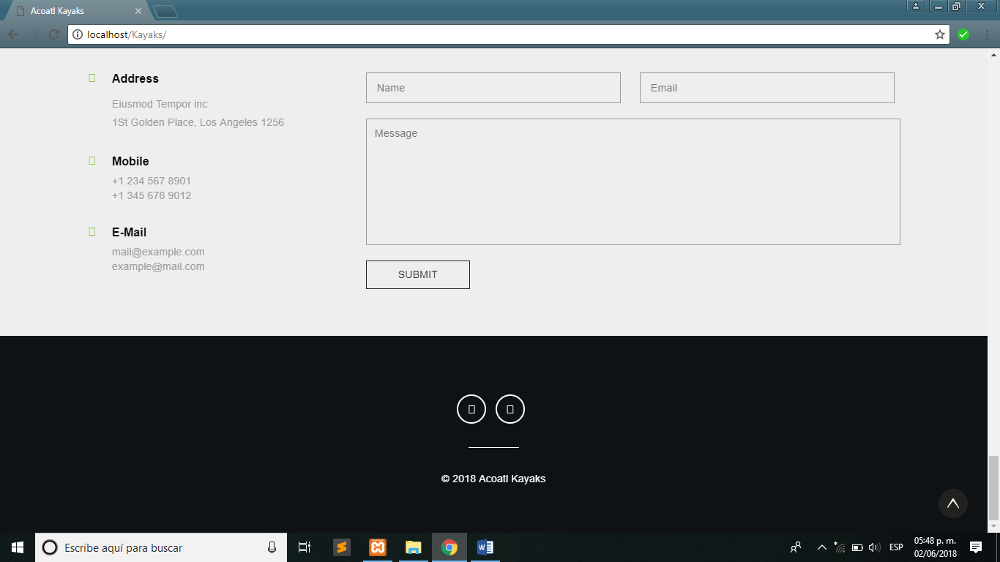 Acoatl Kayaks
localhost/Kayaks/
Address
Eiusmod Tempor inc
1St Golden Place, Los Angeles 1256
Mobile
+1 234 567 8901
+1 345 678 9012
E-Mail
mail@example.com
example@mail.com
Name
Email
Message
SUBMIT
© 2018 Acoatl Kayaks
Escribe aquí para buscar
ESP
05:48 p. m.
02/06/2018